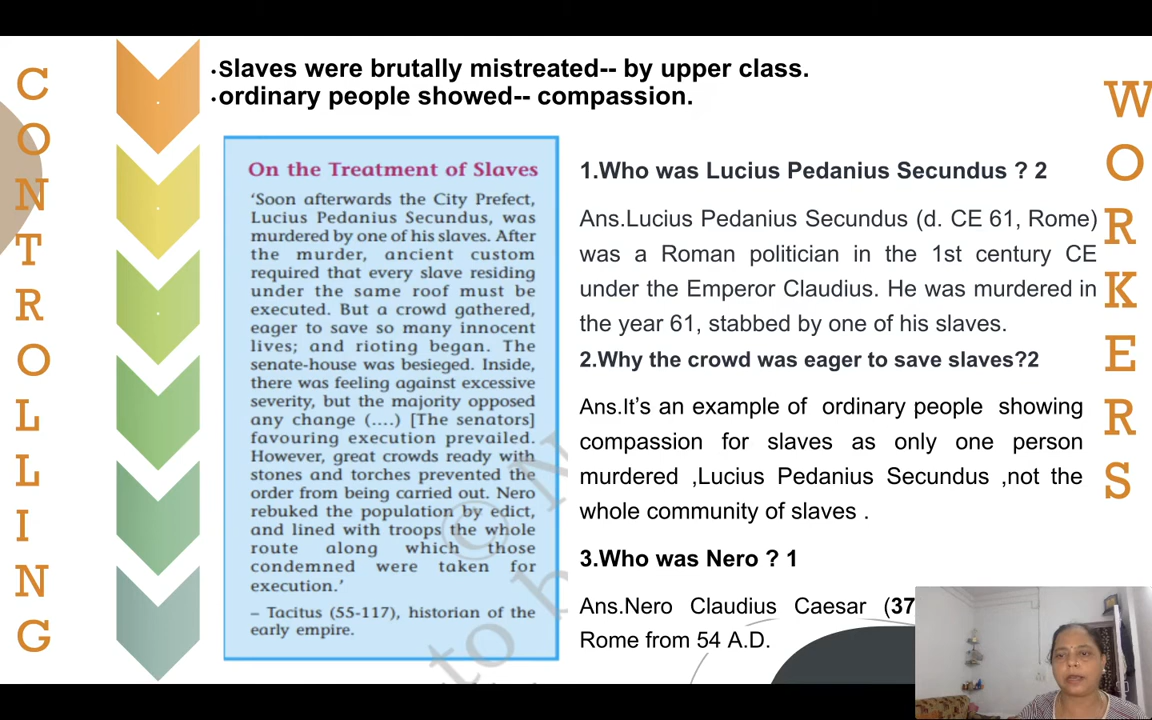 CONTROLLING
·Slaves were brutally mistreated-- by upper class.
·ordinary people showed-- compassion.
On the Treatment of Slaves
‘Soon afterwards the City Prefect,
Lucius Pedanius Secundus, was
murdered by one of his slaves. After
the murder, ancient custom
required that every slave residing
under the same roof must be
executed. But a crowd gathered,
eager to save so many innocent
lives; and rioting began. The
senate-house was besieged. Inside,
there was feeling against excessive
severity, but the majority opposed
any change (....) [The senators]
favouring execution prevailed.
However, great crowds ready with
stones and torches prevented the
order from being carried out. Nero
rebuked the population by edict,
and lined with troops the whole
route along which those
condemned were taken for
execution.’
– Tacitus (55-117), historian of the
early empire.
1.Who was Lucius Pedanius Secundus ? 2
Ans.Lucius Pedanius Secundus (d. CE 61, Rome)
was a Roman politician in the 1st century CE
under the Emperor Claudius. He was murdered in
the year 61, stabbed by one of his slaves.
2.Why the crowd was eager to save slaves?2
Ans.It’s an example of ordinary people showing
compassion for slaves as only one person
murdered ,Lucius Pedanius Secundus ,not the
whole community of slaves .
3.Who was Nero ? 1
Ans.Nero Claudius Caesar (37
Rome from 54 A.D.
WORKERS
© N
to b